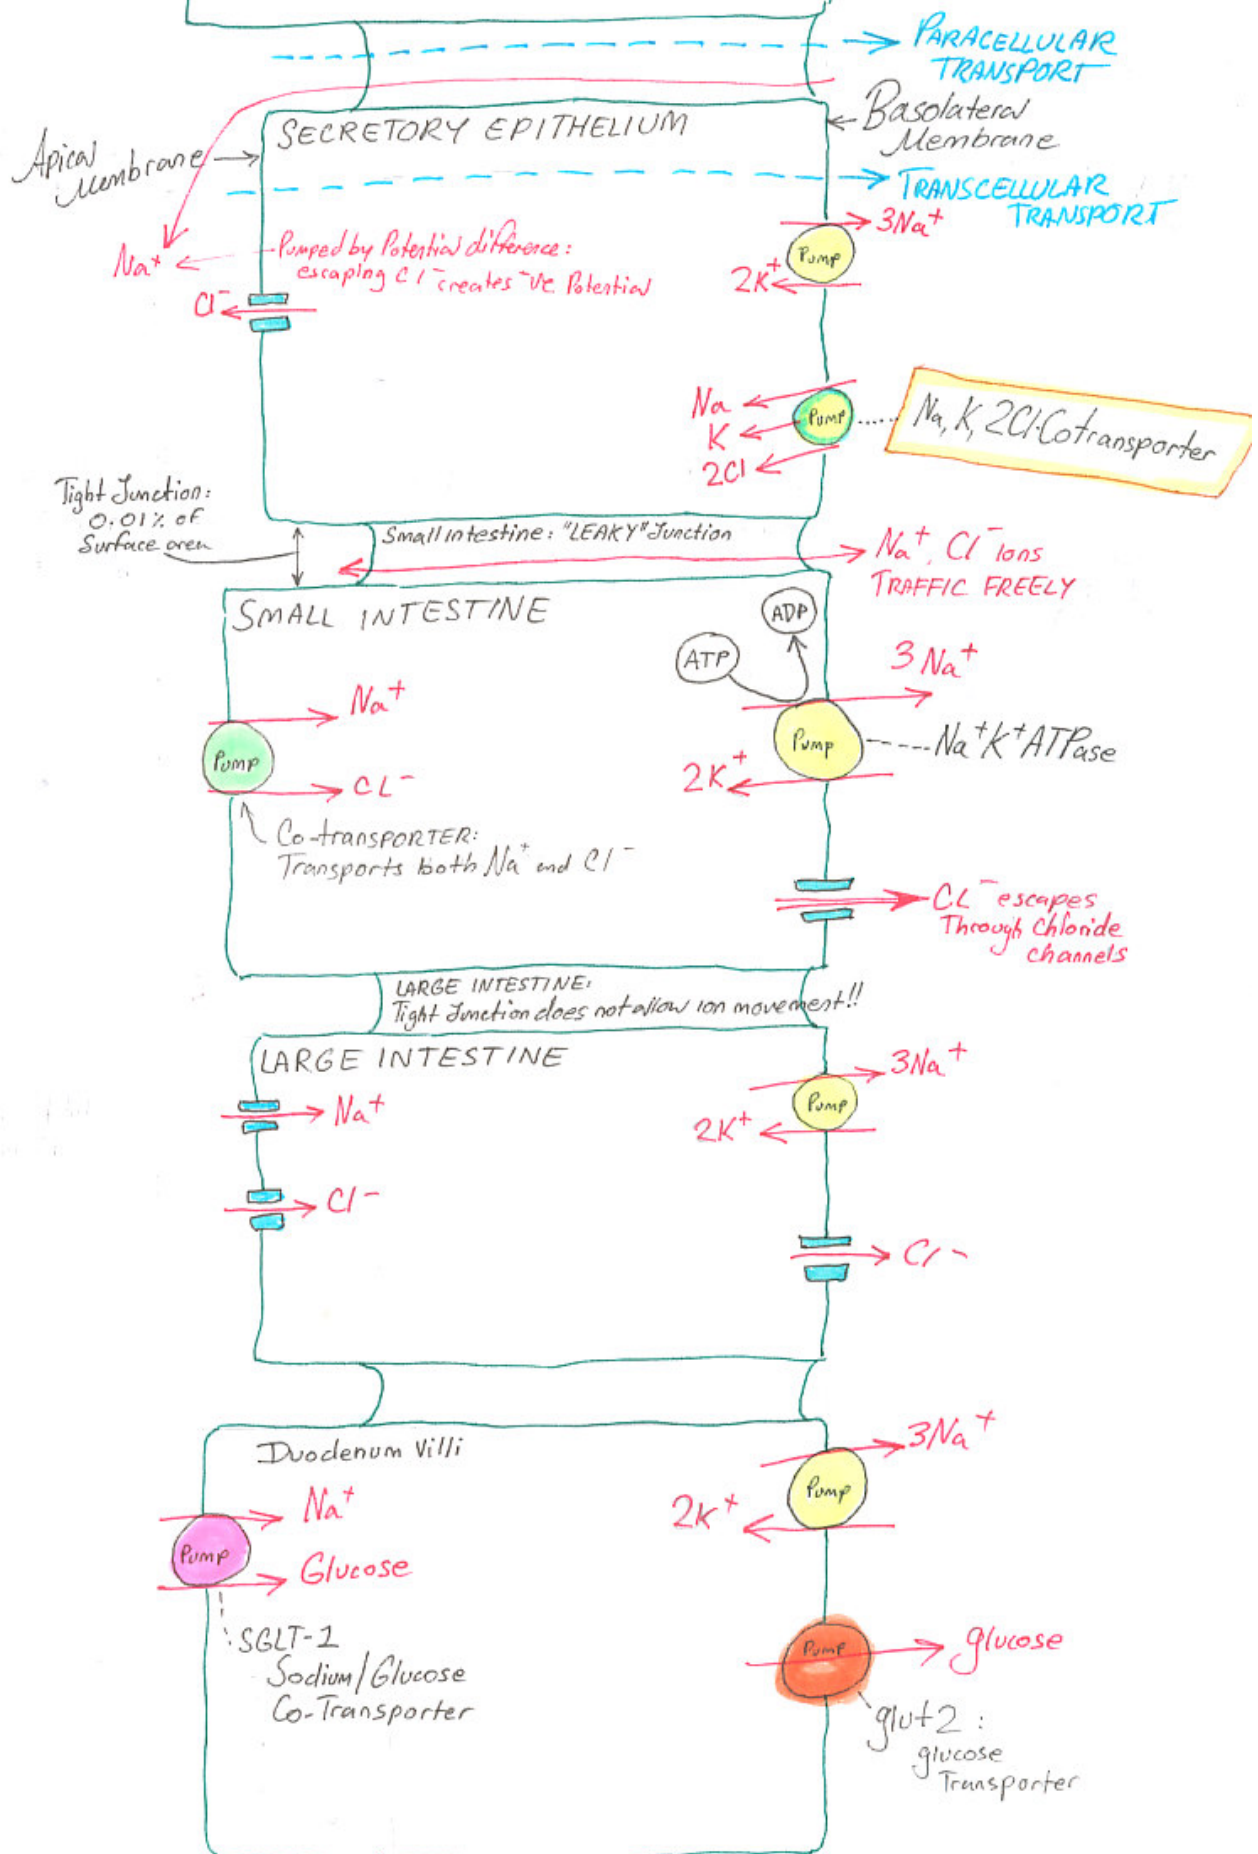 PARACELLULAR
TRANSPORT
SECRETORY EPITHELIUM
Basolateral
Membrane
Apical
Membrane
TRANSCELLULAR
TRANSPORT
Na⁺
Pumped by Potential difference:
escaping Cl⁻ creates -ve Potential
3Na⁺
Pump
2K⁺
Cl⁻
Na
K
2Cl
Pump
Na, K, 2Cl Cotransporter
Tight Junction:
0.01% of
Surface area
Small intestine: "LEAKY" Junction
Na⁺, Cl⁻ ions
TRAFFIC FREELY
SMALL INTESTINE
ADP
ATP
3Na⁺
Na⁺
Pump
CL⁻
Pump
Na⁺K⁺ATPase
2K⁺
Co-transPORTER:
Transports both Na⁺ and Cl⁻
CL⁻ escapes
Through Chloride
channels
LARGE INTESTINE:
Tight Junction does not allow ion movement!!
LARGE INTESTINE
3Na⁺
Na⁺
Pump
2K⁺
Cl⁻
Cl⁻
Duodenum Villi
3Na⁺
Na⁺
Pump
2K⁺
Pump
Glucose
SGLT-1
Sodium/Glucose
Co-Transporter
Pump
glucose
glut2:
glucose
Transporter